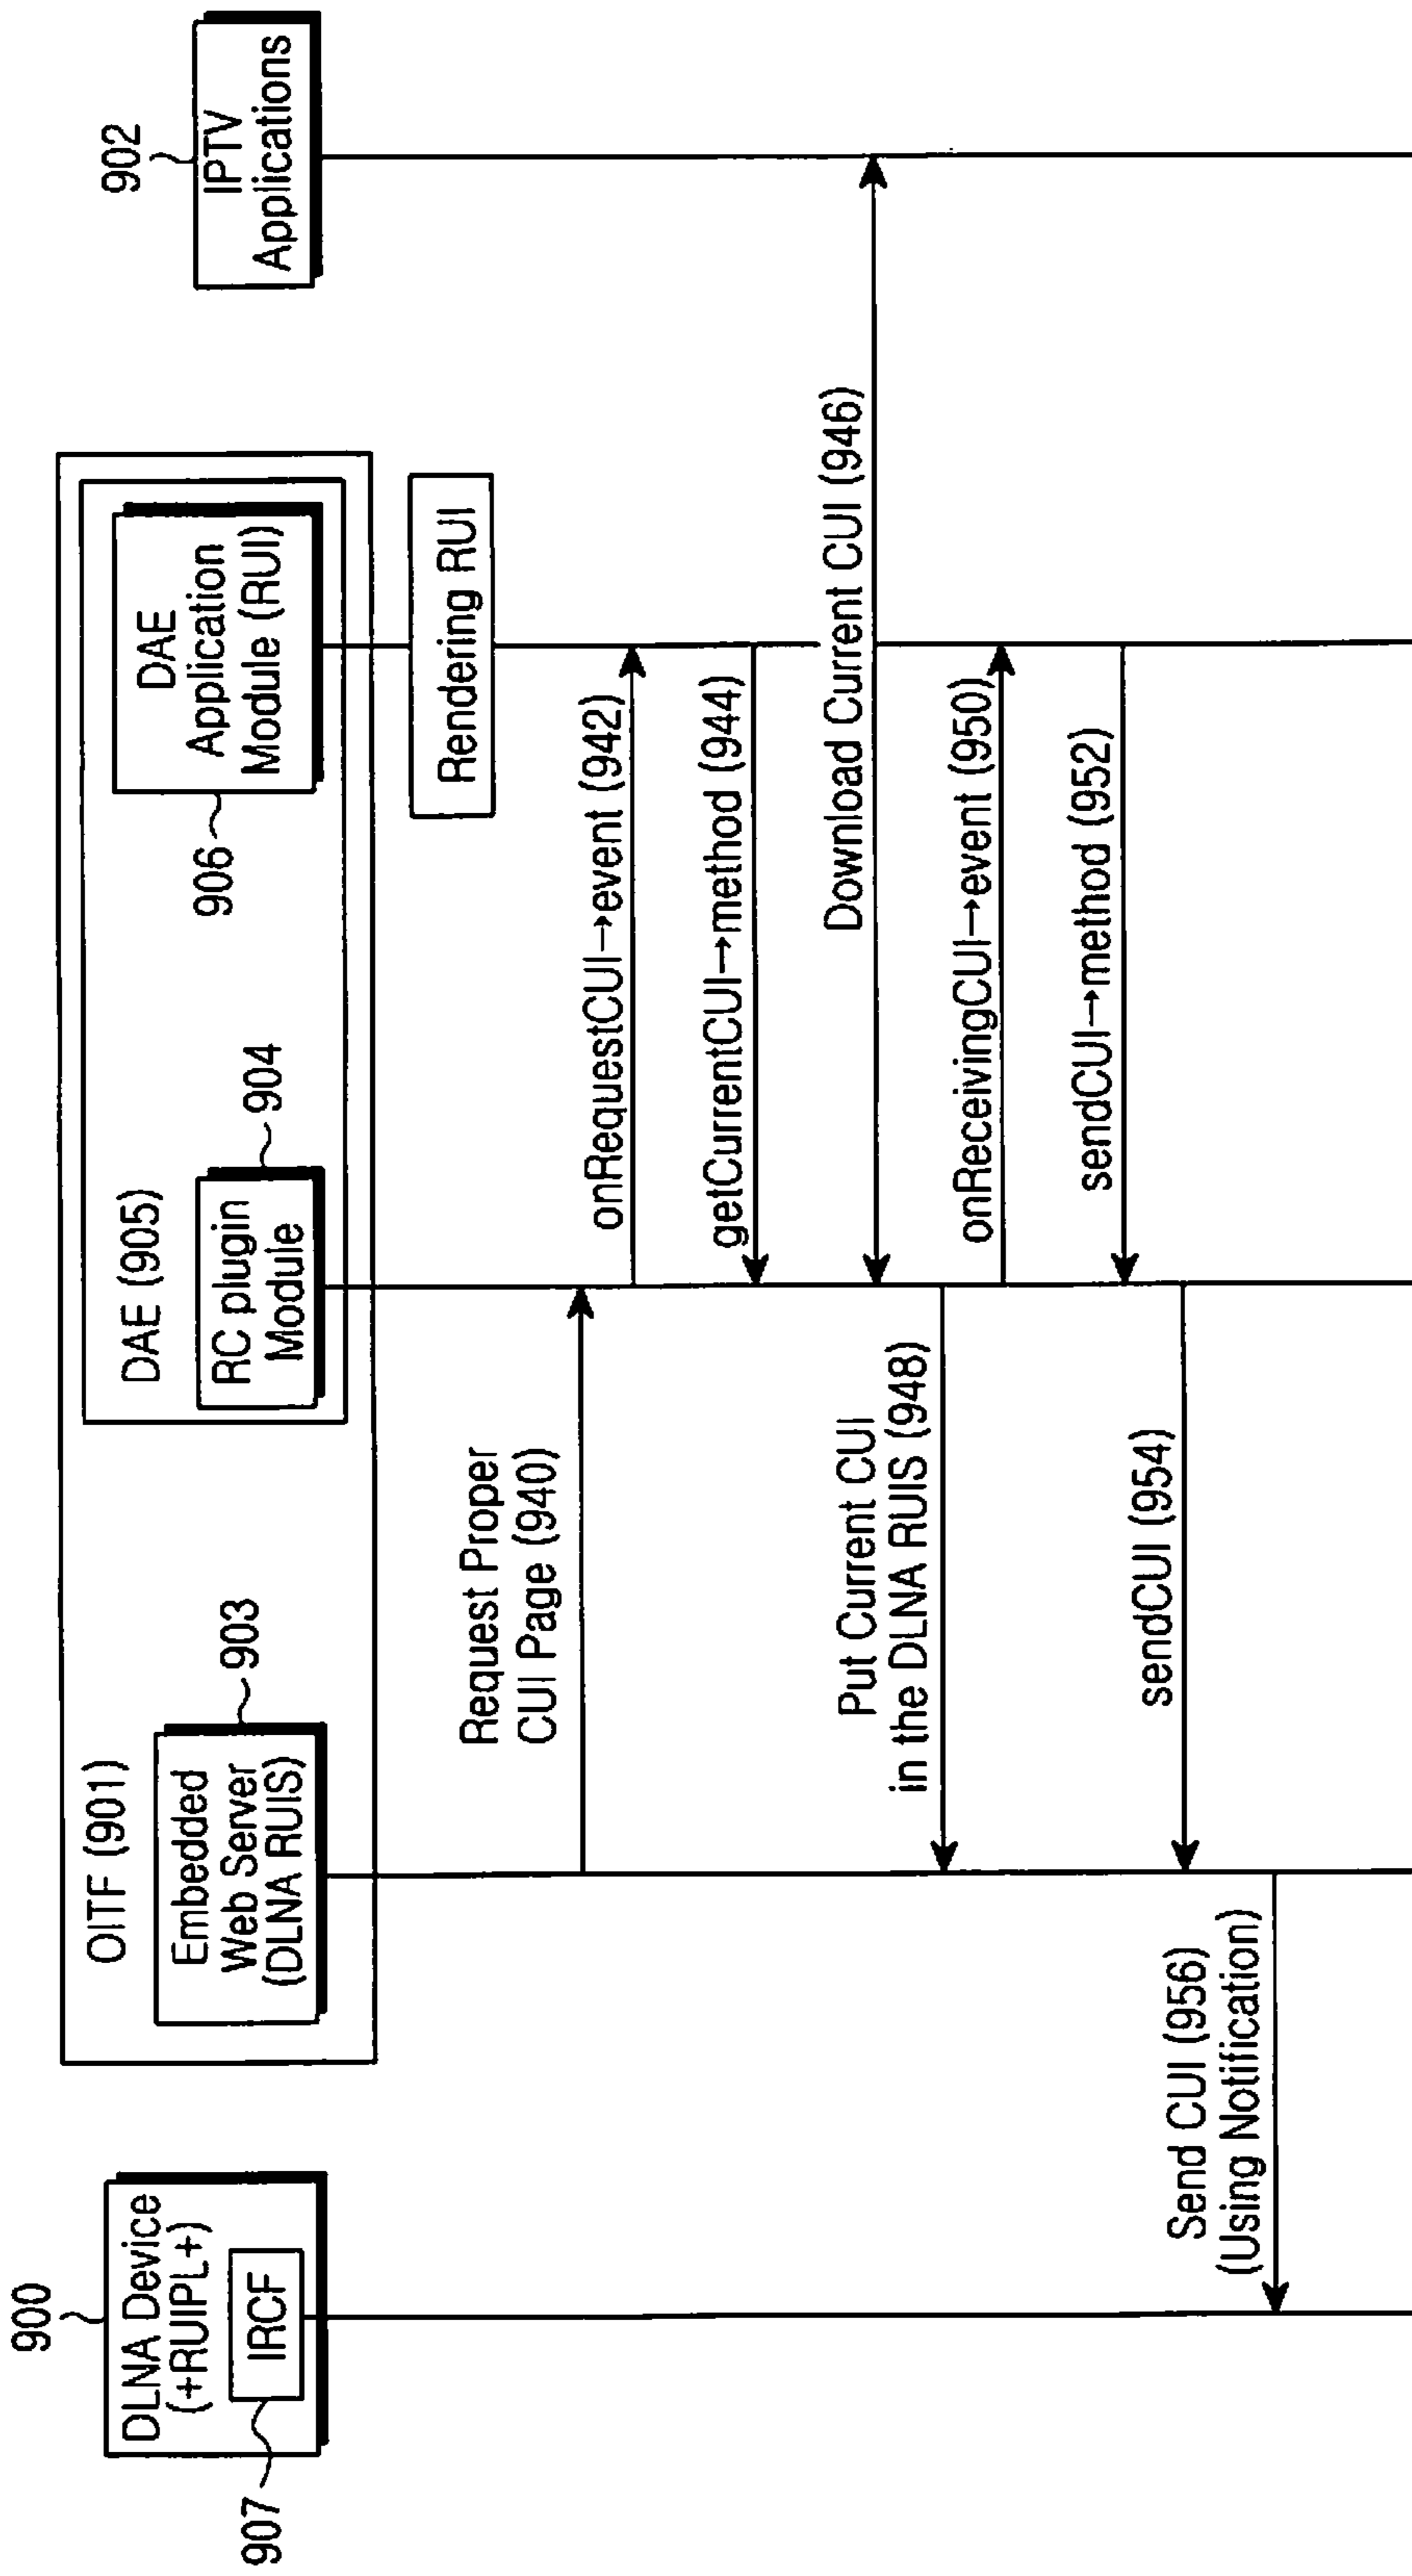 900
DLNA Device
(+RUIPL+)
IRCF
907
OITF (901)
Embedded
Web Server
(DLNA RUIS)
903
DAE (905)
RC plugin
Module
904
DAE
Application
Module (RUI)
906
902
IPTV
Applications
Rendering RUI
Request Proper
CUI Page (940)
onRequestCUI→event (942)
getCurrentCUI→method (944)
Download Current CUI (946)
Put Current CUI
in the DLNA RUIS (948)
onReceivingCUI→event (950)
sendCUI→method (952)
sendCUI (954)
Send CUI (956)
(Using Notification)